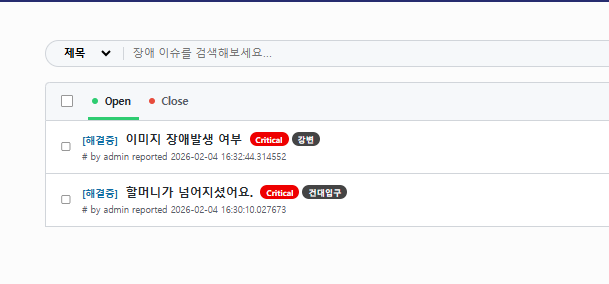 제목 장애 이슈를 검색해보세요...
Open Close
[해결중] 이미지 장애발생 여부 Critical 강변
# by admin reported 2026-02-04 16:32:44.314552
[해결중] 할머니가 넘어지셨어요. Critical 건대입구
# by admin reported 2026-02-04 16:30:10.027673